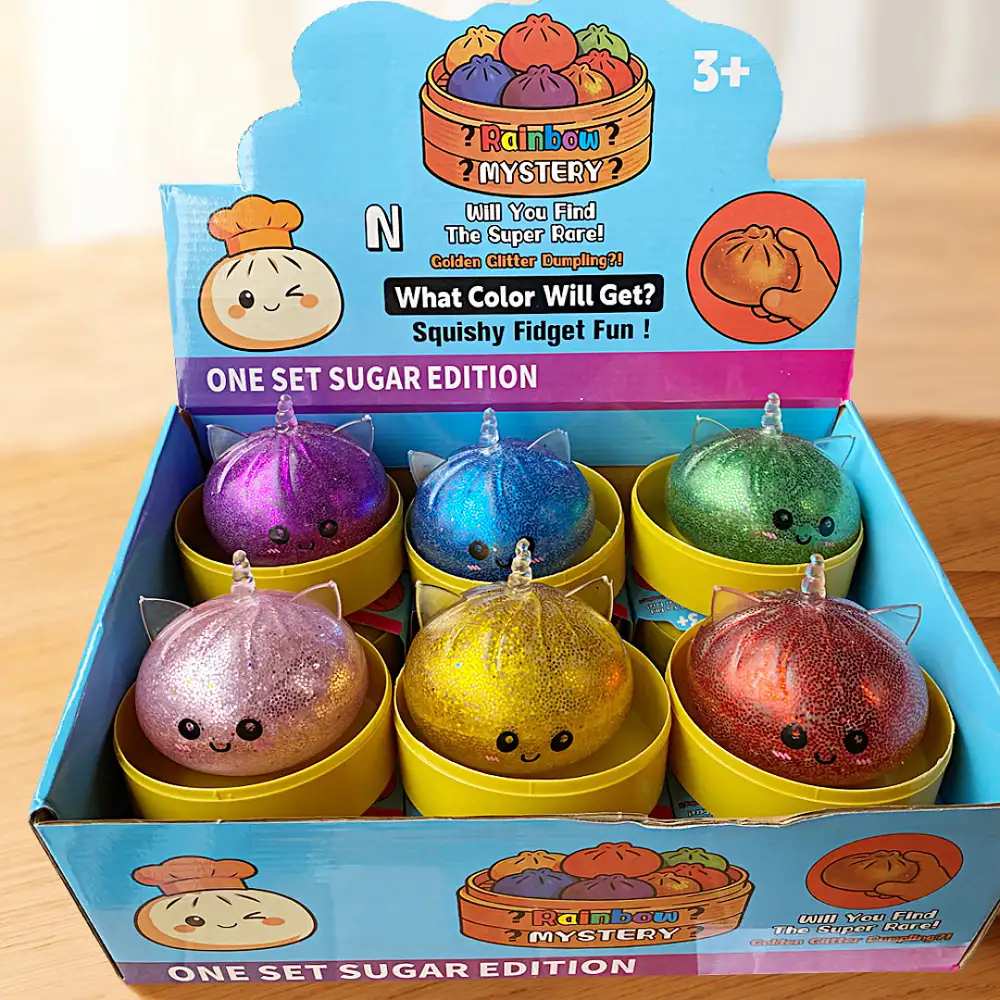 3+
? Rainbow ?
? MYSTERY ?
N
Will You Find
The Super Rare!
Golden Glitter Dumpling?!
What Color Will Get?
Squishy Fidget Fun !
ONE SET SUGAR EDITION
3+
? Rainbow ?
? MYSTERY ?
Will You Find
The Super Rare!
Golden Glitter Dumpling?!
ONE SET SUGAR EDITION